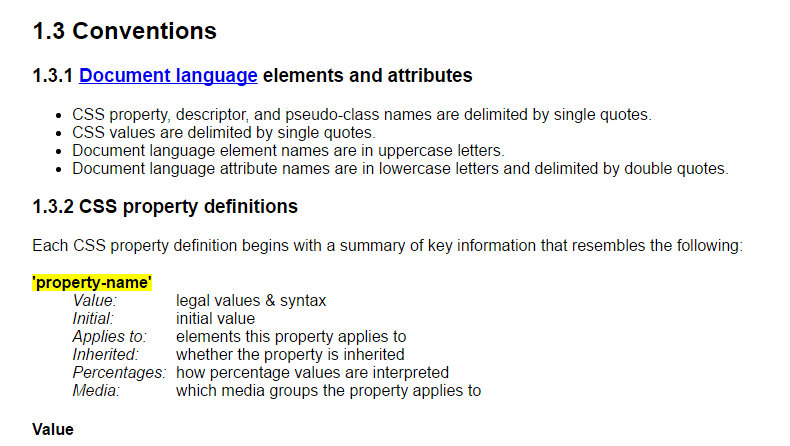 1.3 Conventions
1.3.1 Document language elements and attributes
• CSS property, descriptor, and pseudo-class names are delimited by single quotes.
• CSS values are delimited by single quotes.
• Document language element names are in uppercase letters.
• Document language attribute names are in lowercase letters and delimited by double quotes.
1.3.2 CSS property definitions
Each CSS property definition begins with a summary of key information that resembles the following:
'property-name'
Value: legal values & syntax
Initial: initial value
Applies to: elements this property applies to
Inherited: whether the property is inherited
Percentages: how percentage values are interpreted
Media: which media groups the property applies to
Value